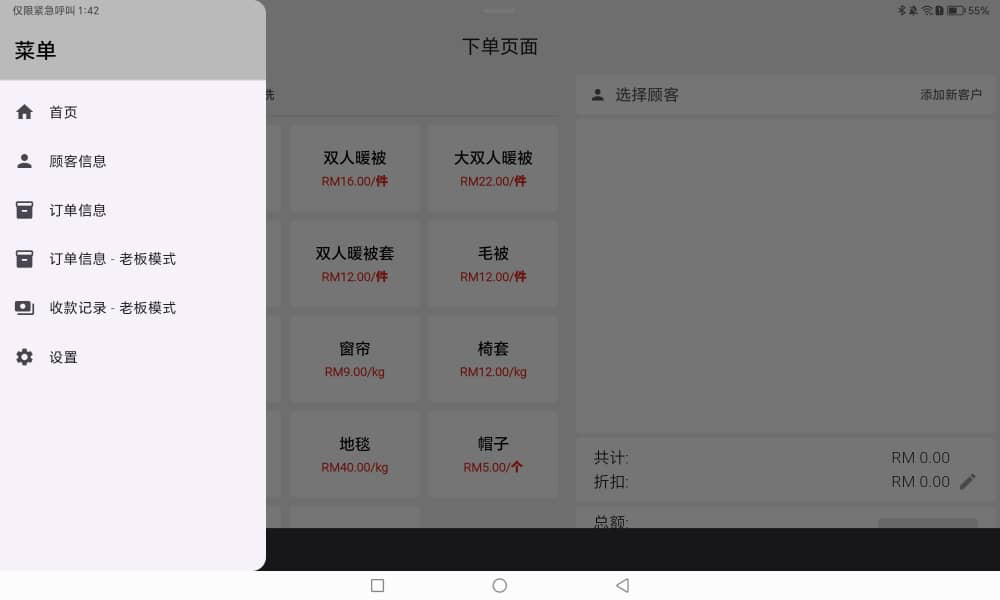 仅限紧急呼叫 1:42
55%
菜单
首页
顾客信息
订单信息
订单信息 - 老板模式
收款记录 - 老板模式
设置
下单页面
洗
双人暖被
RM16.00/件
大双人暖被
RM22.00/件
双人暖被套
RM12.00/件
毛被
RM12.00/件
窗帘
RM9.00/kg
椅套
RM12.00/kg
地毯
RM40.00/kg
帽子
RM5.00/个
选择顾客
添加新客户
共计: RM 0.00
折扣: RM 0.00
总额: